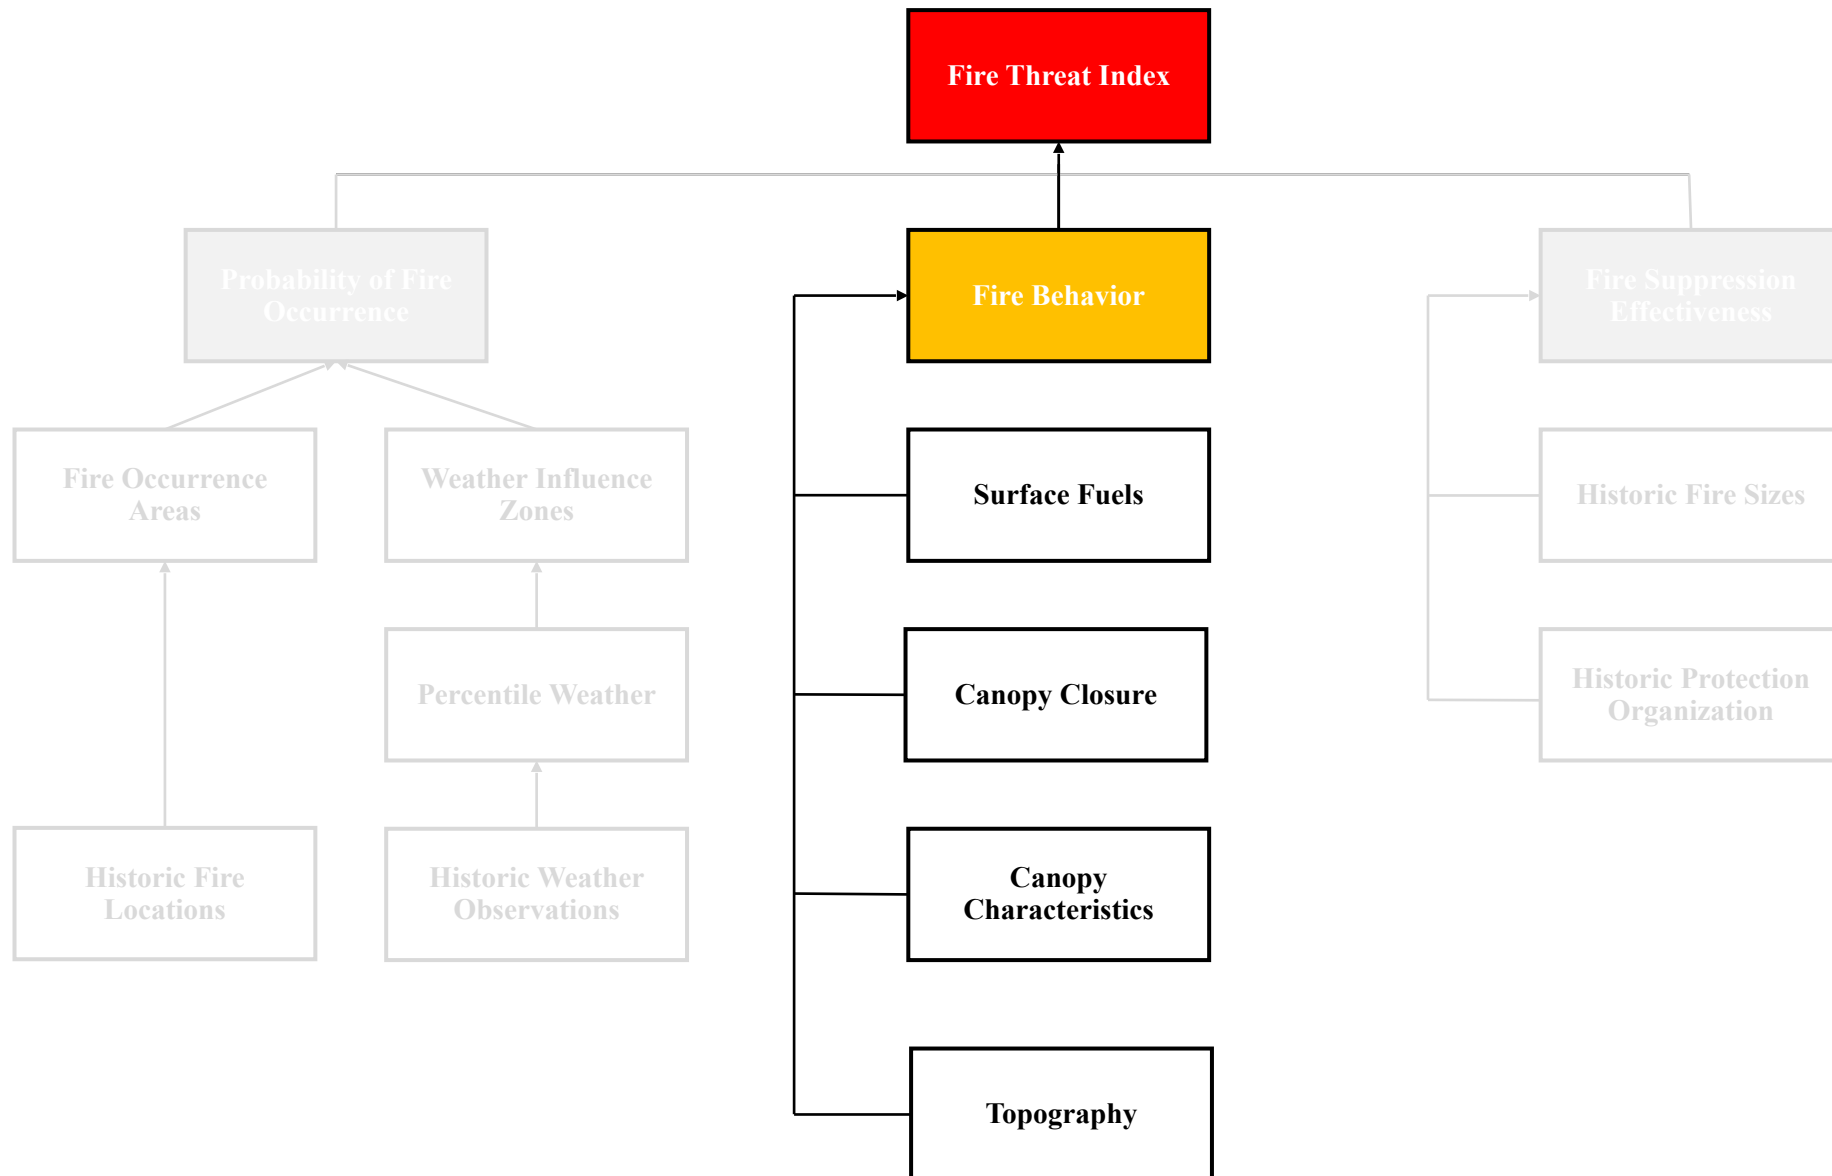 Fire Threat Index
Probability of Fire
Occurrence
Fire Behavior
Fire Suppression
Effectiveness
Fire Occurrence
Areas
Weather Influence
Zones
Surface Fuels
Historic Fire Sizes
Percentile Weather
Canopy Closure
Historic Protection
Organization
Historic Fire
Locations
Historic Weather
Observations
Canopy
Characteristics
Topography